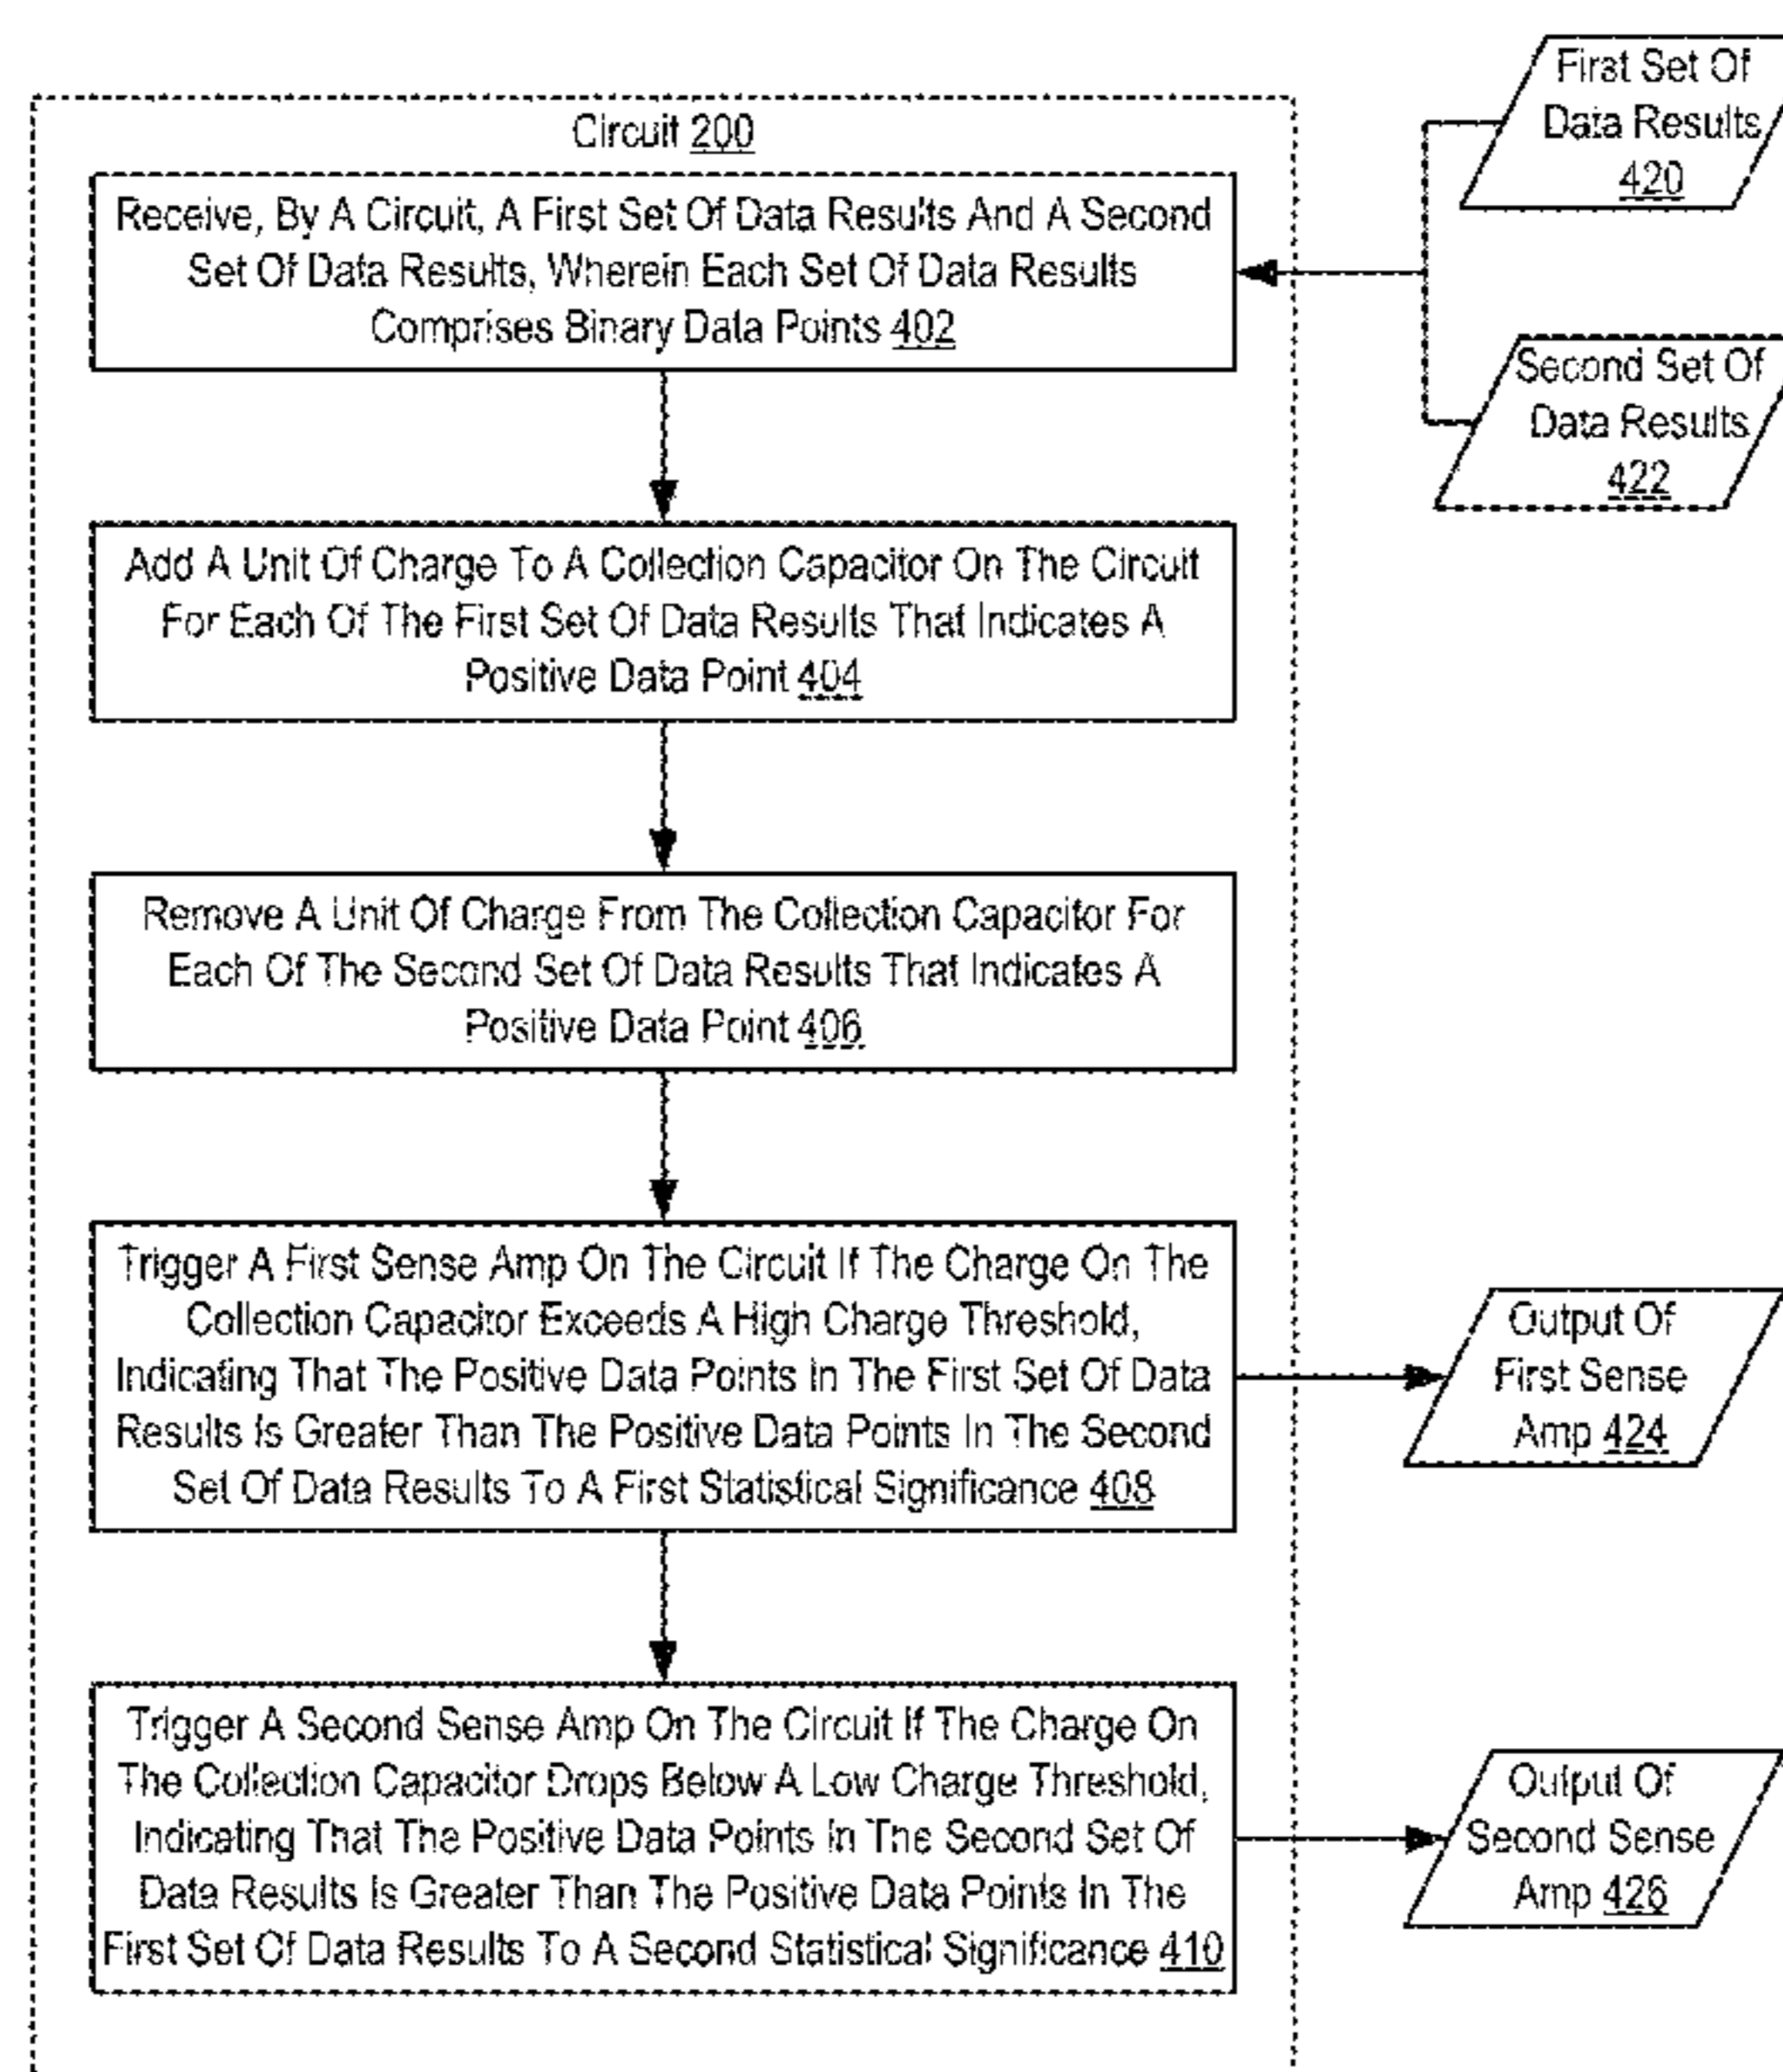 Circuit 200
Receive, By A Circuit, A First Set Of Data Results And A Second
Set Of Data Results, Wherein Each Set Of Data Results
Comprises Binary Data Points 402
First Set Of
Data Results
420
Second Set Of
Data Results
422
Add A Unit Of Charge To A Collection Capacitor On The Circuit
For Each Of The First Set Of Data Results That Indicates A
Positive Data Point 404
Remove A Unit Of Charge From The Collection Capacitor For
Each Of The Second Set Of Data Results That Indicates A
Positive Data Point 406
Trigger A First Sense Amp On The Circuit If The Charge On The
Collection Capacitor Exceeds A High Charge Threshold,
Indicating That The Positive Data Points In The First Set Of Data
Results Is Greater Than The Positive Data Points In The Second
Set Of Data Results To A First Statistical Significance 408
Output Of
First Sense
Amp 424
Trigger A Second Sense Amp On The Circuit If The Charge On
The Collection Capacitor Drops Below A Low Charge Threshold,
Indicating That The Positive Data Points In The Second Set Of
Data Results Is Greater Than The Positive Data Points In The
First Set Of Data Results To A Second Statistical Significance 410
Output Of
Second Sense
Amp 426